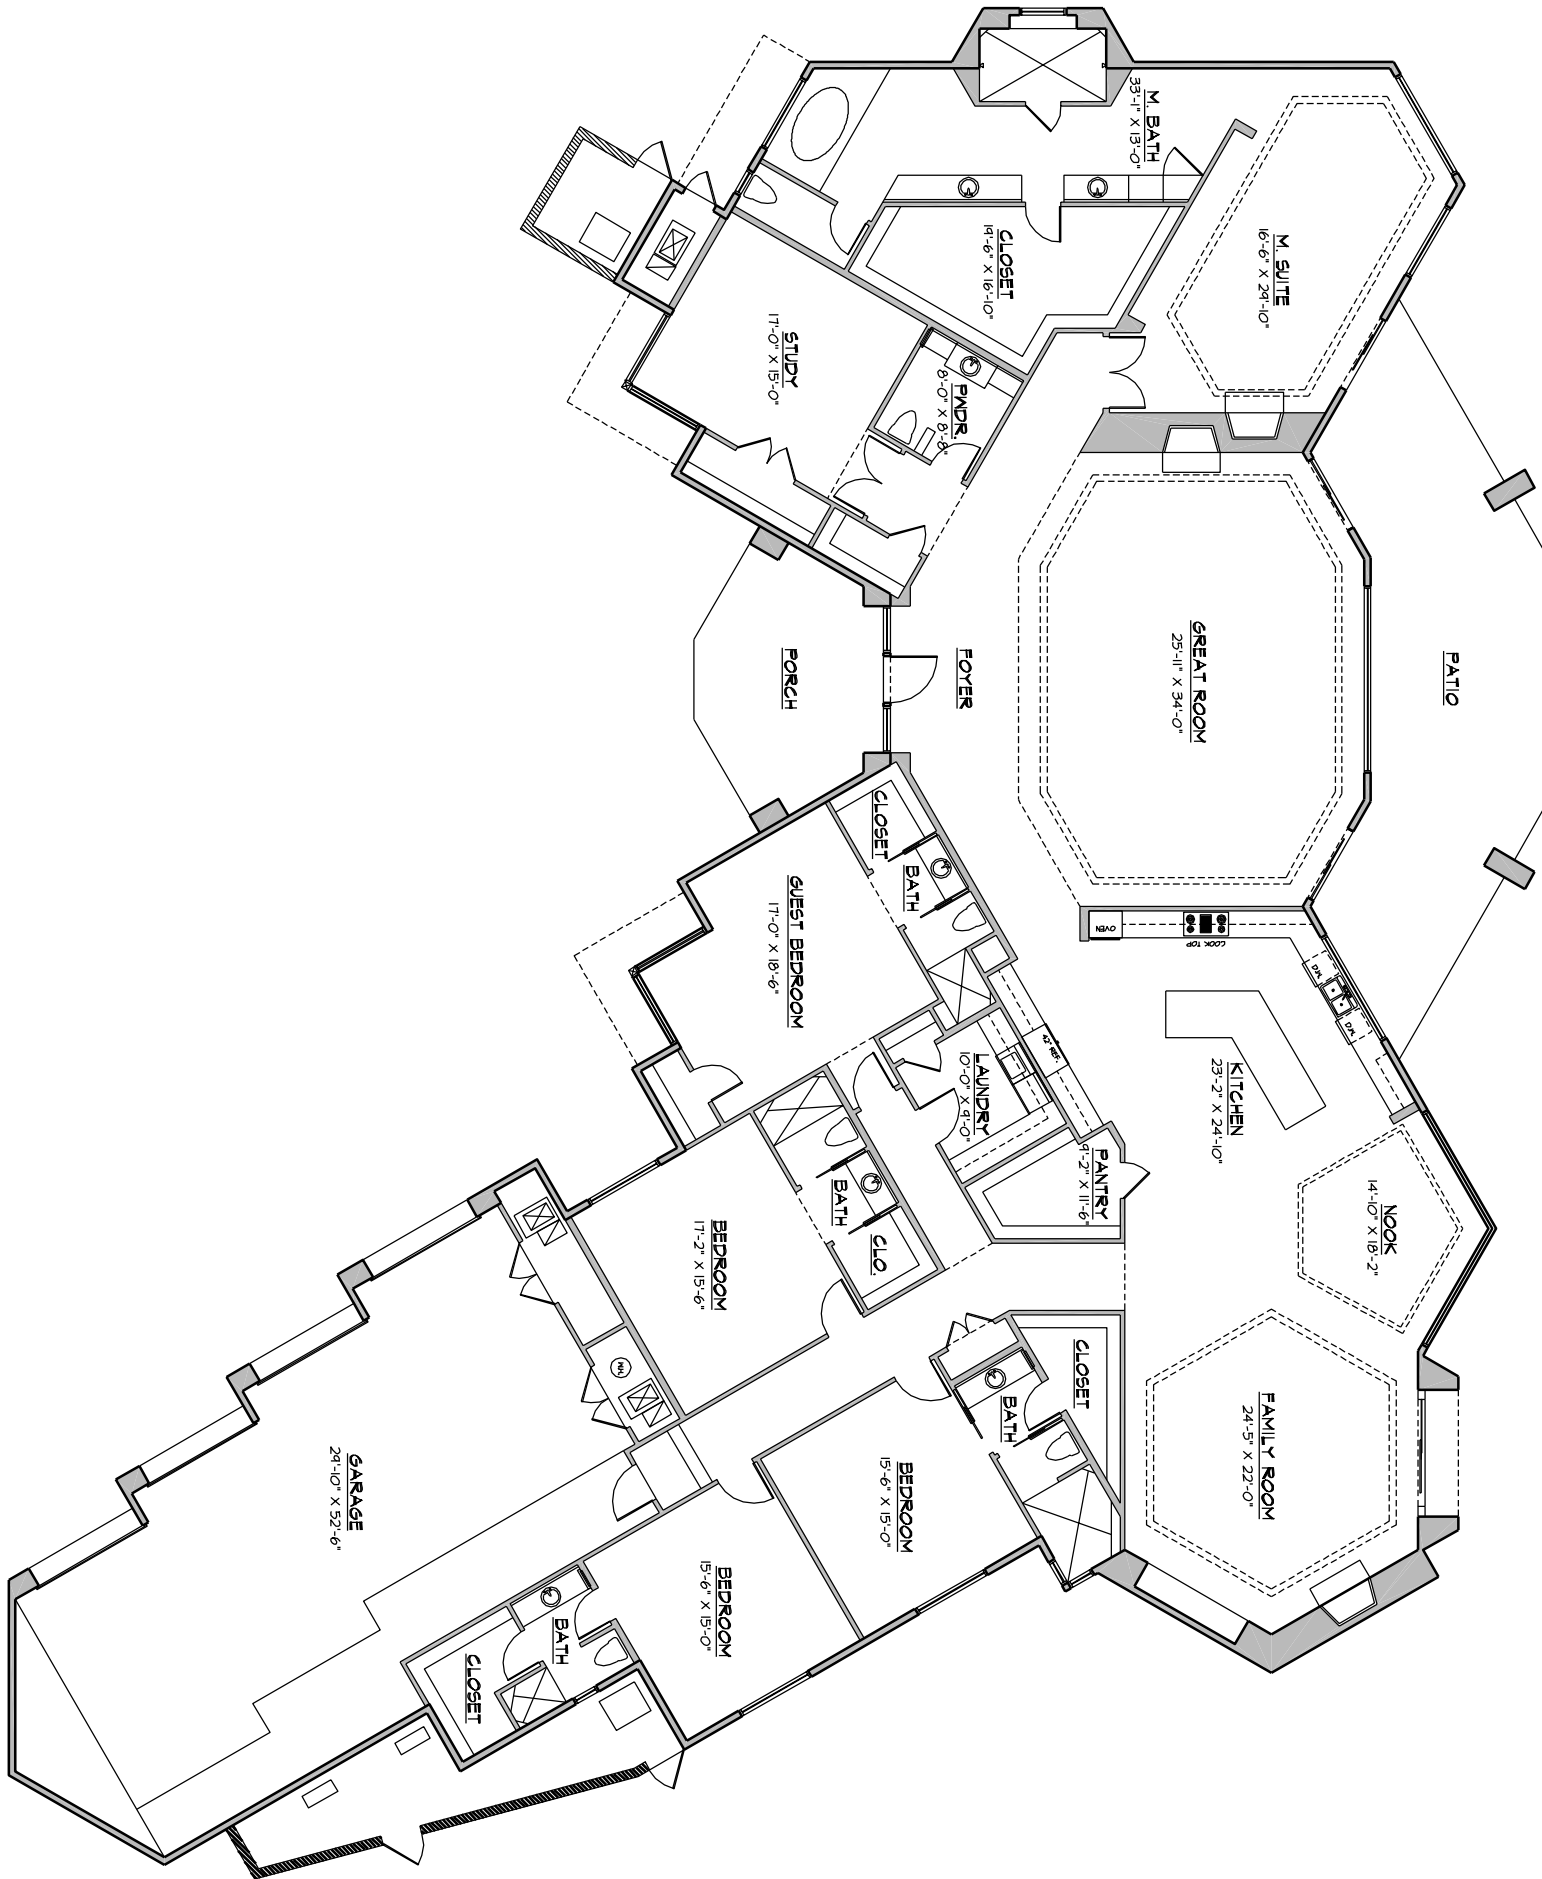 PATIO
M. SUITE
16'-6" X 29'-10"
M. BATH
33'-1" X 13'-0"
CLOSET
19'-6" X 16'-10"
STUDY
17'-0" X 15'-0"
PWDR.
8'-0" X 8'-8"
GREAT ROOM
25'-11" X 34'-0"
FOYER
PORCH
CLOSET
BATH
GUEST BEDROOM
17'-0" X 18'-6"
OVEN
COOK TOP
D.W.
D.W.
KITCHEN
23'-2" X 24'-10"
42" REF.
LAUNDRY
10'-0" X 9'-0"
PANTRY
9'-2" X 11'-6"
NOOK
14'-10" X 18'-2"
BATH
CLO.
BEDROOM
17'-2" X 15'-6"
FAMILY ROOM
24'-5" X 22'-0"
CLOSET
BATH
BEDROOM
15'-6" X 15'-0"
W.H.
GARAGE
29'-10" X 52'-6"
BEDROOM
15'-6" X 15'-0"
BATH
CLOSET